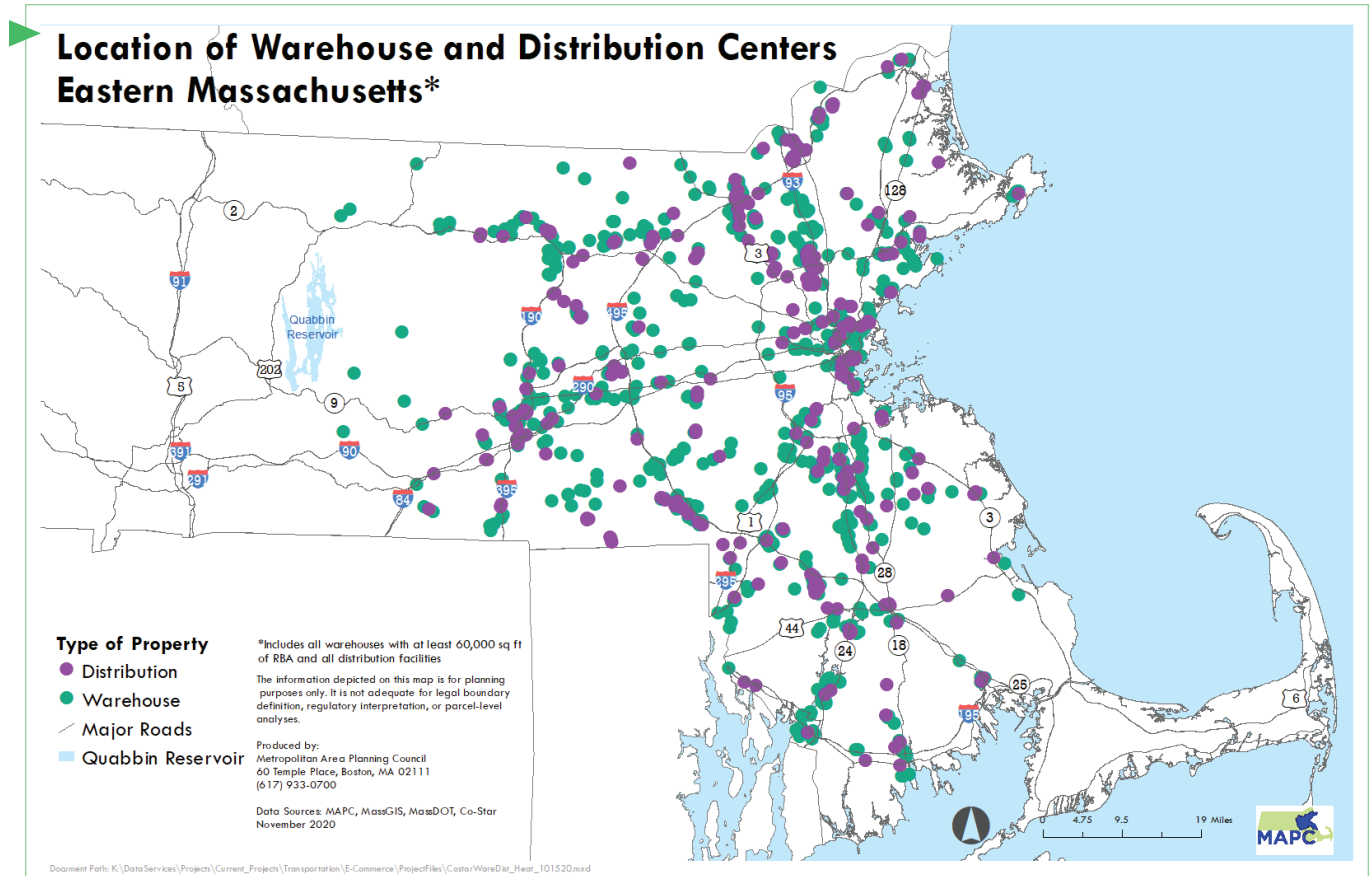 Location of Warehouse and Distribution Centers
Eastern Massachusetts*
93
128
2
3
91
Quabbin
Reservoir
190
495
202
5
290
9
95
391
90
291
84
395
1
3
295
28
44
24
18
25
195
6
Type of Property
Distribution
Warehouse
Major Roads
Quabbin Reservoir
*Includes all warehouses with at least 60,000 sq ft
of RBA and all distribution facilities
The information depicted on this map is for planning
purposes only. It is not adequate for legal boundary
definition, regulatory interpretation, or parcel-level
analyses.
Produced by:
Metropolitan Area Planning Council
60 Temple Place, Boston, MA 02111
(617) 933-0700
Data Sources: MAPC, MassGIS, MassDOT, Co-Star
November 2020
0 4.75 9.5 19 Miles
MAPC
Document Path: K:\DataServices\Projects\Current_Projects\Transportation\E-Commerce\ProjectFiles\CostarWareDist_Heat_101520.mxd